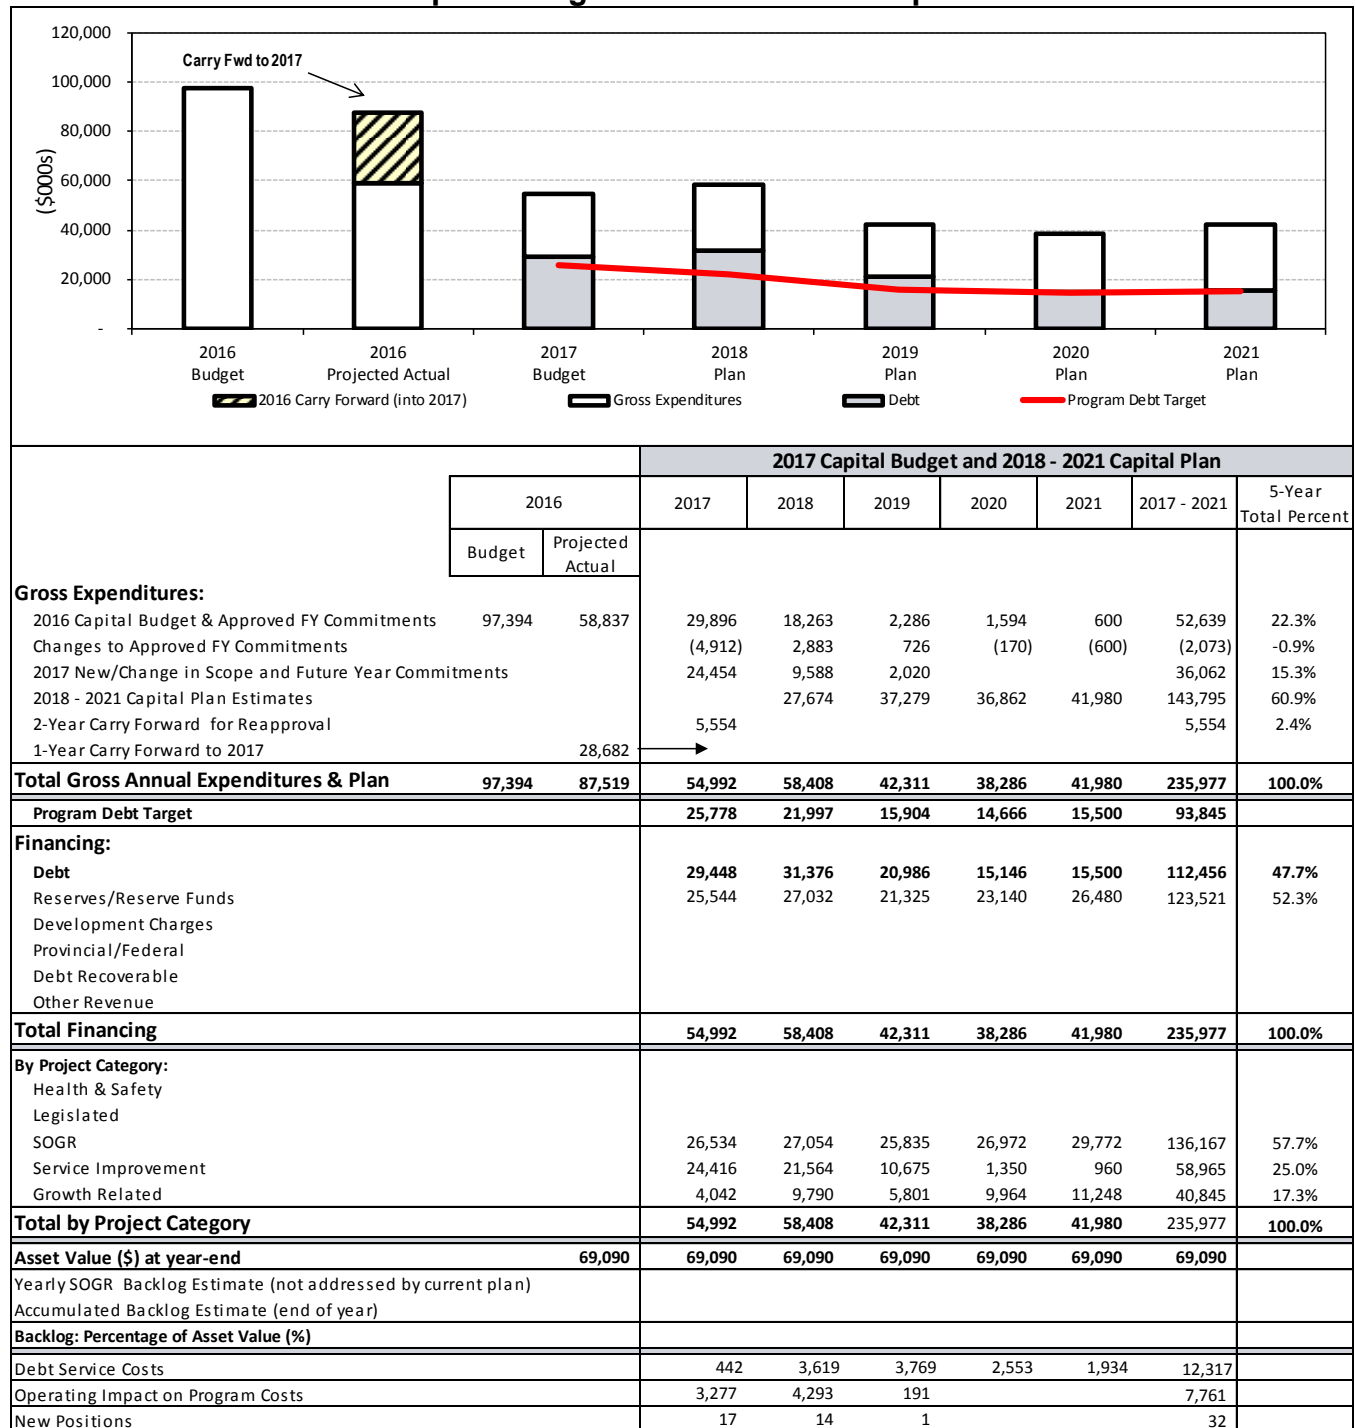 120,000
Carry Fwd to 2017
100,000
80,000
60,000
40,000
20,000
-
($000s)
2016 2016 2017 2018 2019 2020 2021
Budget Projected Actual Budget Plan Plan Plan Plan
2016 Carry Forward (into 2017) Gross Expenditures Debt Program Debt Target
2017 Capital Budget and 2018 - 2021 Capital Plan
2016 2017 2018 2019 2020 2021 2017 - 2021 5-Year Total Percent
Budget Projected Actual
Gross Expenditures:
2016 Capital Budget & Approved FY Commitments 97,394 58,837 29,896 18,263 2,286 1,594 600 52,639 22.3%
Changes to Approved FY Commitments (4,912) 2,883 726 (170) (600) (2,073) -0.9%
2017 New/Change in Scope and Future Year Commitments 24,454 9,588 2,020 36,062 15.3%
2018 - 2021 Capital Plan Estimates 27,674 37,279 36,862 41,980 143,795 60.9%
2-Year Carry Forward for Reapproval 5,554 5,554 2.4%
1-Year Carry Forward to 2017 28,682
Total Gross Annual Expenditures & Plan 97,394 87,519 54,992 58,408 42,311 38,286 41,980 235,977 100.0%
Program Debt Target 25,778 21,997 15,904 14,666 15,500 93,845
Financing:
Debt 29,448 31,376 20,986 15,146 15,500 112,456 47.7%
Reserves/Reserve Funds 25,544 27,032 21,325 23,140 26,480 123,521 52.3%
Development Charges
Provincial/Federal
Debt Recoverable
Other Revenue
Total Financing 54,992 58,408 42,311 38,286 41,980 235,977 100.0%
By Project Category:
Health & Safety
Legislated
SOGR 26,534 27,054 25,835 26,972 29,772 136,167 57.7%
Service Improvement 24,416 21,564 10,675 1,350 960 58,965 25.0%
Growth Related 4,042 9,790 5,801 9,964 11,248 40,845 17.3%
Total by Project Category 54,992 58,408 42,311 38,286 41,980 235,977 100.0%
Asset Value ($) at year-end 69,090 69,090 69,090 69,090 69,090 69,090 69,090
Yearly SOGR Backlog Estimate (not addressed by current plan)
Accumulated Backlog Estimate (end of year)
Backlog: Percentage of Asset Value (%)
Debt Service Costs 442 3,619 3,769 2,553 1,934 12,317
Operating Impact on Program Costs 3,277 4,293 191 7,761
New Positions 17 14 1 32